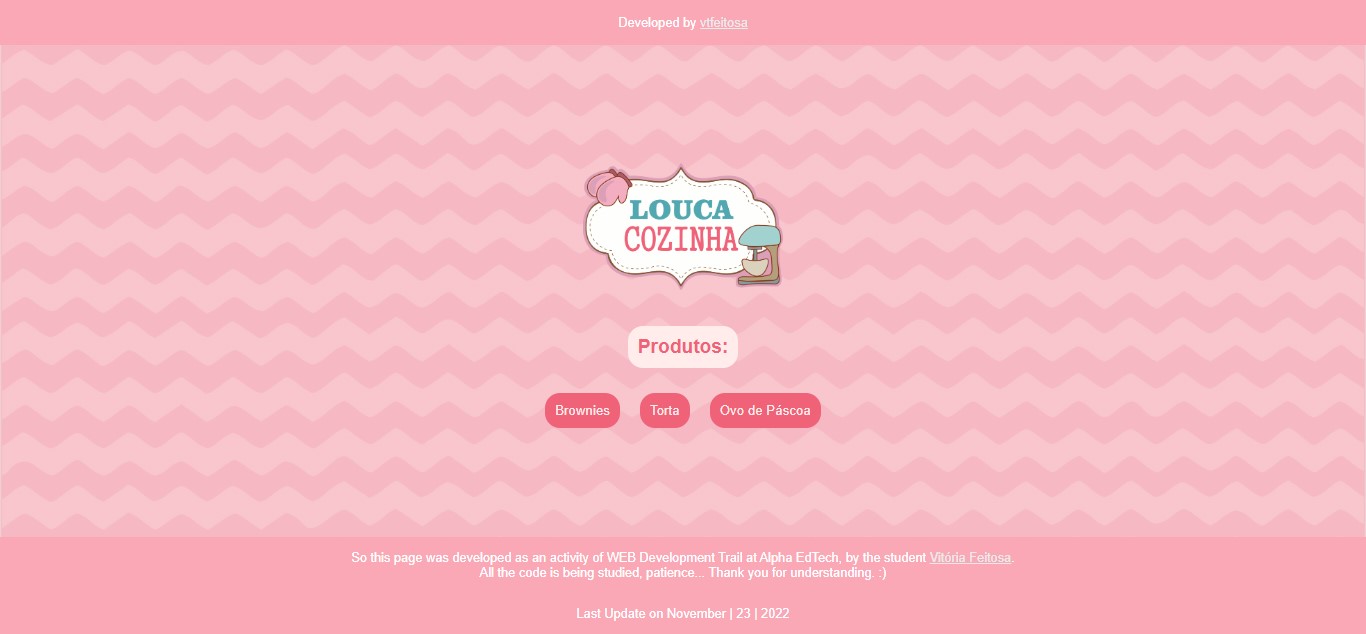 Developed by vtfeitosa
LOUCA
COZINHA
Produtos:
Brownies Torta Ovo de Páscoa
So this page was developed as an activity of WEB Development Trail at Alpha EdTech, by the student Vitória Feitosa.
All the code is being studied, patience... Thank you for understanding. :)
Last Update on November | 23 | 2022